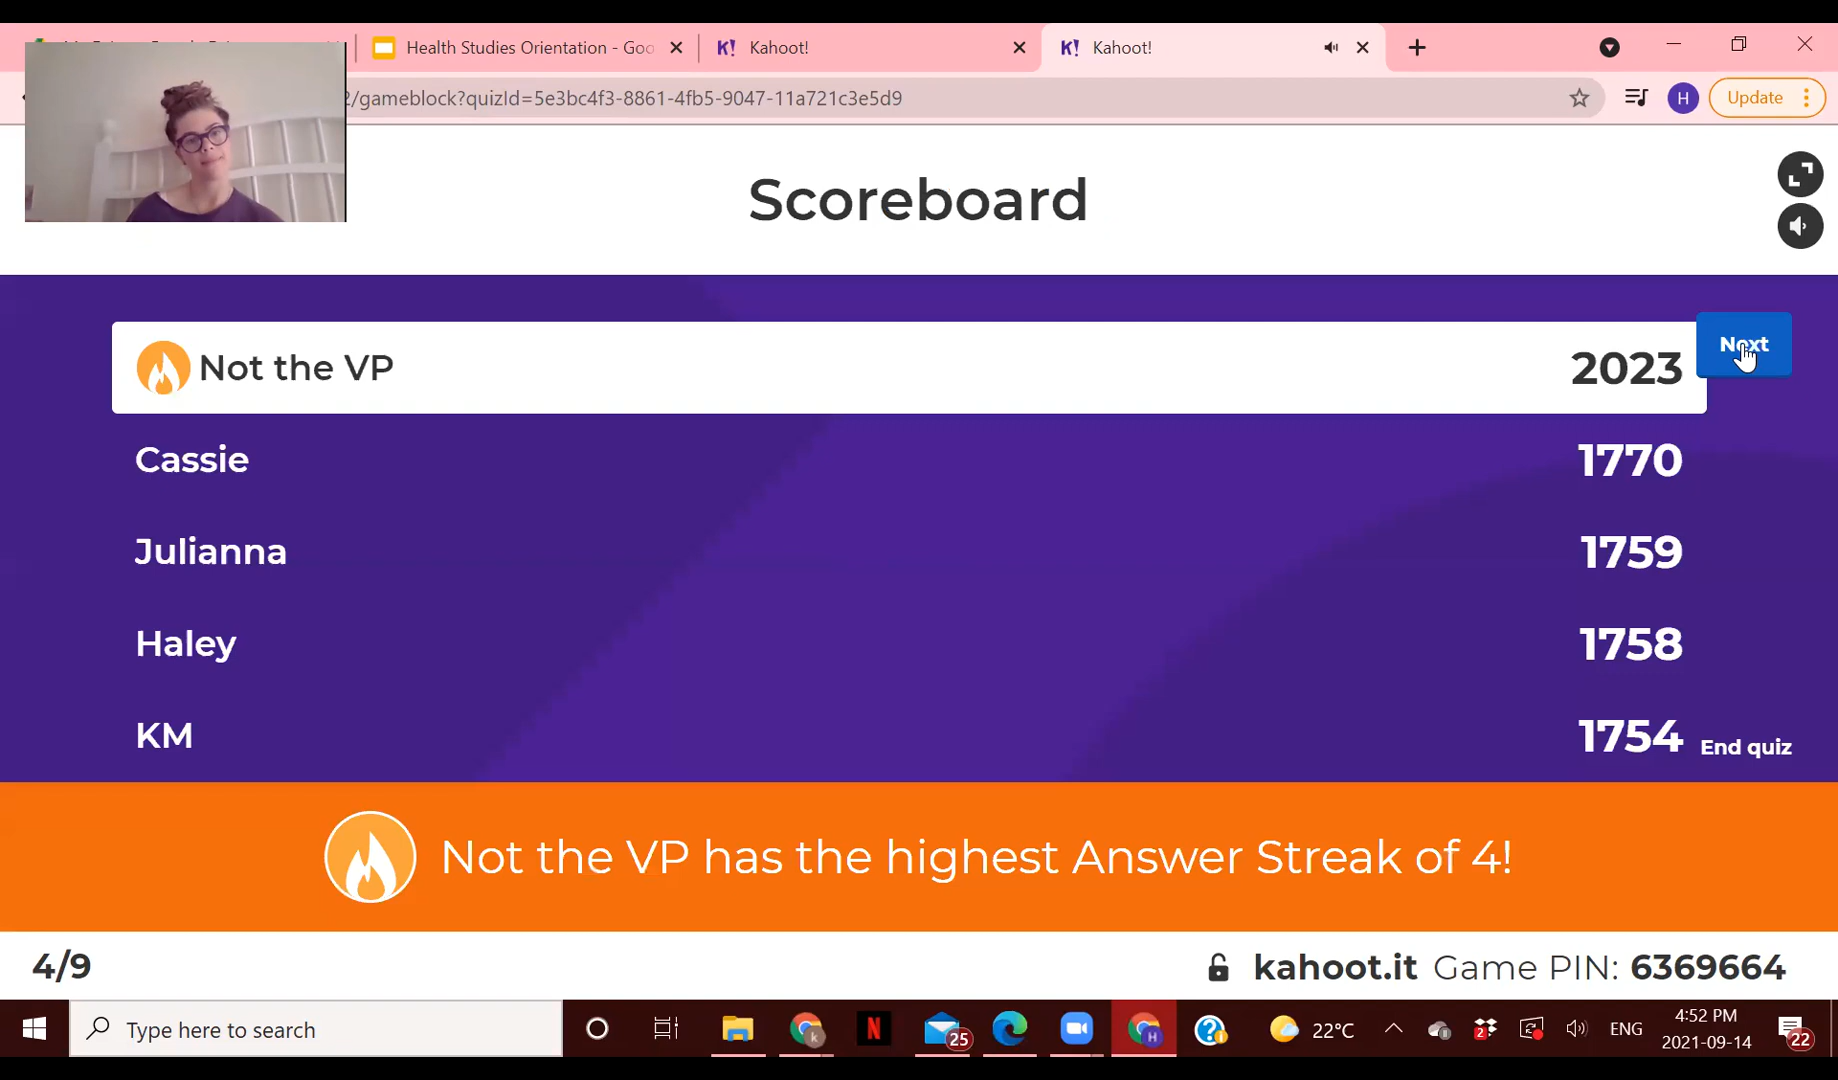 Health Studies Orientation - Goo
K! Kahoot!
K! Kahoot!
2/gameblock?quizId=5e3bc4f3-8861-4fb5-9047-11a721c3e5d9
H
Update
Scoreboard
Not the VP 2023
Next
Cassie 1770
Julianna 1759
Haley 1758
KM 1754
End quiz
Not the VP has the highest Answer Streak of 4!
4/9
kahoot.it Game PIN: 6369664
Type here to search
k
N
25
H
22°C
2
ENG
4:52 PM
2021-09-14
22